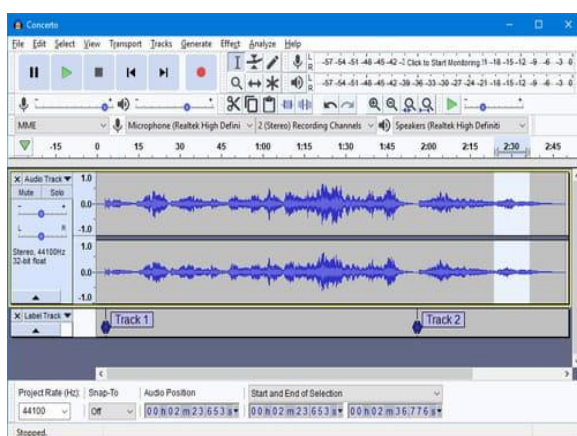 Concerto
File Edit Select View Transport Tracks Generate Effect Analyze Help
L R -57 -54 -51 -48 -45 -42 -: Click to Start Monitoring !1 -18 -15 -12 -9 -6 -3 0
L R -57 -54 -51 -48 -45 -42 -39 -36 -33 -30 -27 -24 -21 -18 -15 -12 -9 -6 -3 0
MME Microphone (Realtek High Defini 2 (Stereo) Recording Channels Speakers (Realtek High Definiti
-15 0 15 30 45 1:00 1:15 1:30 1:45 2:00 2:15 2:30 2:45
X Audio Track 1.0
Mute Solo
- + 0.0
L R -1.0
Stereo, 44100Hz 1.0
32-bit float 0.0
-1.0
X Label Track Track 1 Track 2
Project Rate (Hz): Snap-To Audio Position Start and End of Selection
44100 Off 00 h 02 m 23.653 s 00 h 02 m 23.653 s 00 h 02 m 36.776 s
Stopped.